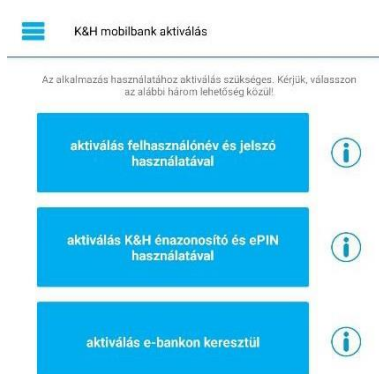 K&H mobilbank aktiválás
Az alkalmazás használatához aktiválás szükséges. Kérjük, válasszon
az alábbi három lehetőség közül!
aktiválás felhasználónév és jelszó
használatával
aktiválás K&H énazonosító és ePIN
használatával
aktiválás e-bankon keresztül